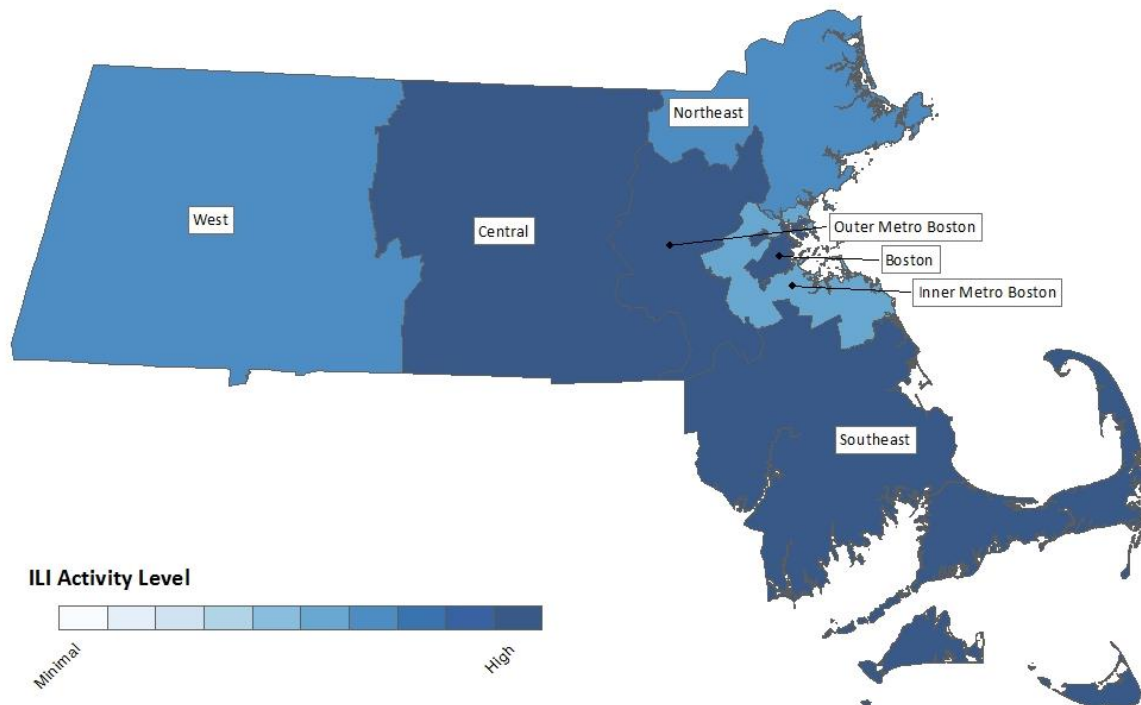 Northeast
West
Central
Outer Metro Boston
Boston
Inner Metro Boston
Southeast
ILI Activity Level
Minimal
High